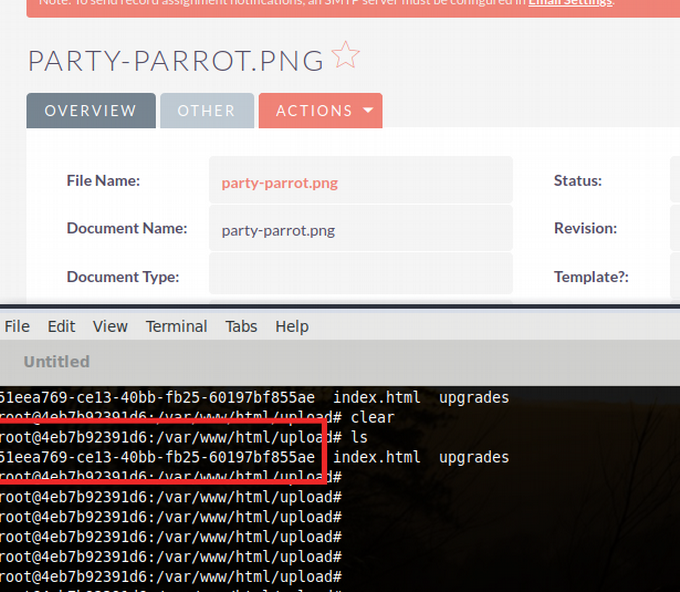 Note: To send record assignment notifications, an SMTP server must be configured in Email Settings.
PARTY-PARROT.PNG
OVERVIEW OTHER ACTIONS
File Name: party-parrot.png Status:
Document Name: party-parrot.png Revision:
Document Type: Template?:
File Edit View Terminal Tabs Help
Untitled
51eea769-ce13-40bb-fb25-60197bf855ae index.html upgrades
root@4eb7b92391d6:/var/www/html/upload# clear
root@4eb7b92391d6:/var/www/html/upload# ls
51eea769-ce13-40bb-fb25-60197bf855ae index.html upgrades
root@4eb7b92391d6:/var/www/html/upload#
root@4eb7b92391d6:/var/www/html/upload#
root@4eb7b92391d6:/var/www/html/upload#
root@4eb7b92391d6:/var/www/html/upload#
root@4eb7b92391d6:/var/www/html/upload#
root@4eb7b92391d6:/var/www/html/upload#